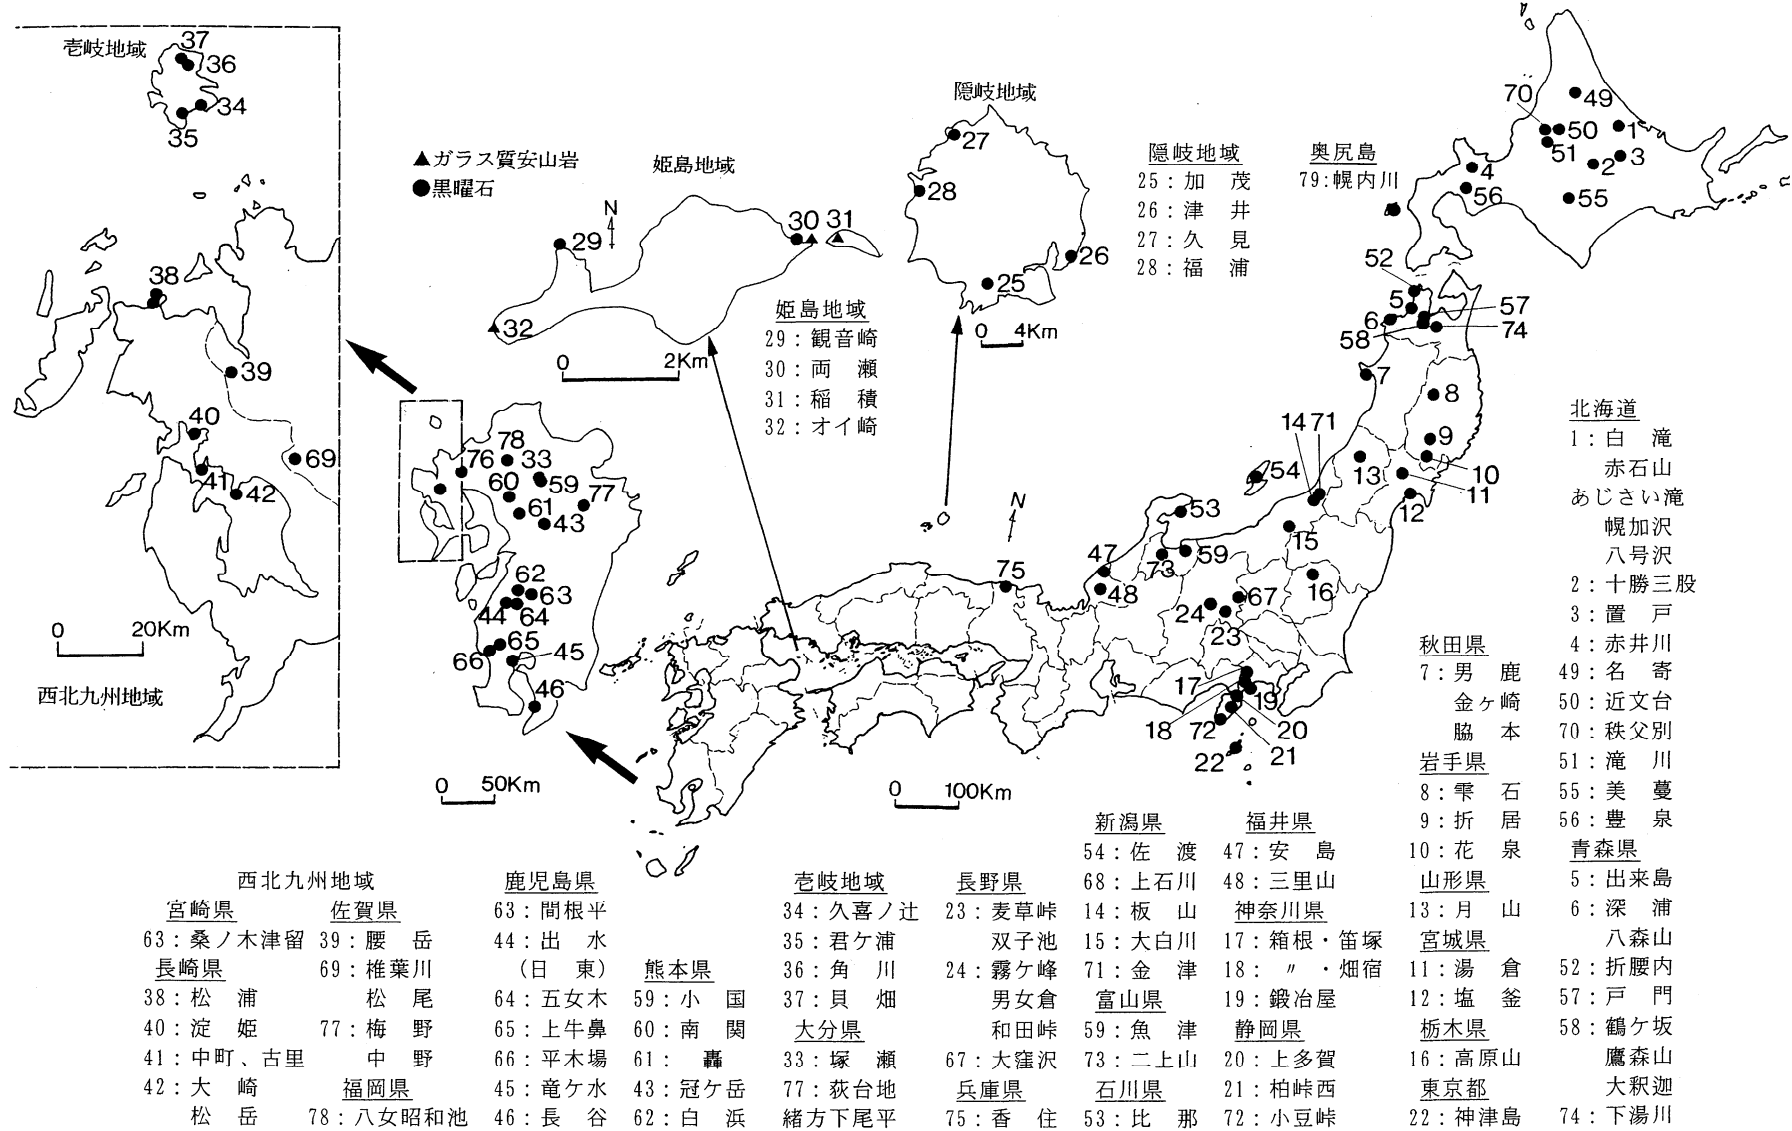 壱岐地域
37
36
34
35
38
39
40
41
42
69
0 20Km
西北九州地域
▲ガラス質安山岩
●黒曜石
姫島地域
N
29
30
31
32
0 2Km
姫島地域
29：観音崎
30：両 瀬
31：稲 積
32：オイ崎
隠岐地域
27
28
26
25
0 4Km
隠岐地域
25：加 茂
26：津 井
27：久 見
28：福 浦
奥尻島
79：幌内川
70
49
50
1
51
2
3
4
56
55
52
5
57
6
58
74
7
8
9
10
14
71
13
11
12
54
53
15
59
73
47
48
16
24
67
23
17
18
19
20
72
21
22
N
75
0 100Km
78
76
33
60
59
77
61
43
62
63
44
64
65
66
45
46
0 50Km
北海道
1：白 滝
赤石山
あじさい滝
幌加沢
八号沢
2：十勝三股
3：置 戸
4：赤井川
49：名 寄
50：近文台
70：秩父別
51：滝 川
55：美 蔓
56：豊 泉
青森県
5：出来島
6：深 浦
八森山
52：折腰内
57：戸 門
58：鶴ケ坂
鷹森山
大釈迦
74：下湯川
秋田県
7：男 鹿
金ヶ崎
脇 本
岩手県
8：雫 石
9：折 居
10：花 泉
山形県
13：月 山
宮城県
11：湯 倉
12：塩 釜
栃木県
16：高原山
東京都
22：神津島
福井県
47：安 島
48：三里山
神奈川県
17：箱根・笛塚
18：〃・畑宿
19：鍛冶屋
静岡県
20：上多賀
21：柏峠西
72：小豆峠
新潟県
54：佐 渡
68：上石川
14：板 山
15：大白川
71：金 津
富山県
59：魚 津
73：二上山
石川県
53：比 那
長野県
23：麦草峠
双子池
24：霧ケ峰
男女倉
和田峠
67：大窪沢
兵庫県
75：香 住
壱岐地域
34：久喜ノ辻
35：君ケ浦
36：角 川
37：貝 畑
大分県
33：塚 瀬
77：荻台地
緒方下尾平
熊本県
59：小 国
60：南 関
61：轟
43：冠ケ岳
62：白 浜
鹿児島県
63：間根平
44：出 水
（日 東）
64：五女木
65：上牛鼻
66：平木場
45：竜ケ水
46：長 谷
西北九州地域
佐賀県
39：腰 岳
69：椎葉川
松 尾
77：梅 野
中 野
福岡県
78：八女昭和池
宮崎県
63：桑ノ木津留
長崎県
38：松 浦
40：淀 姫
41：中町、古里
42：大 崎
松 岳